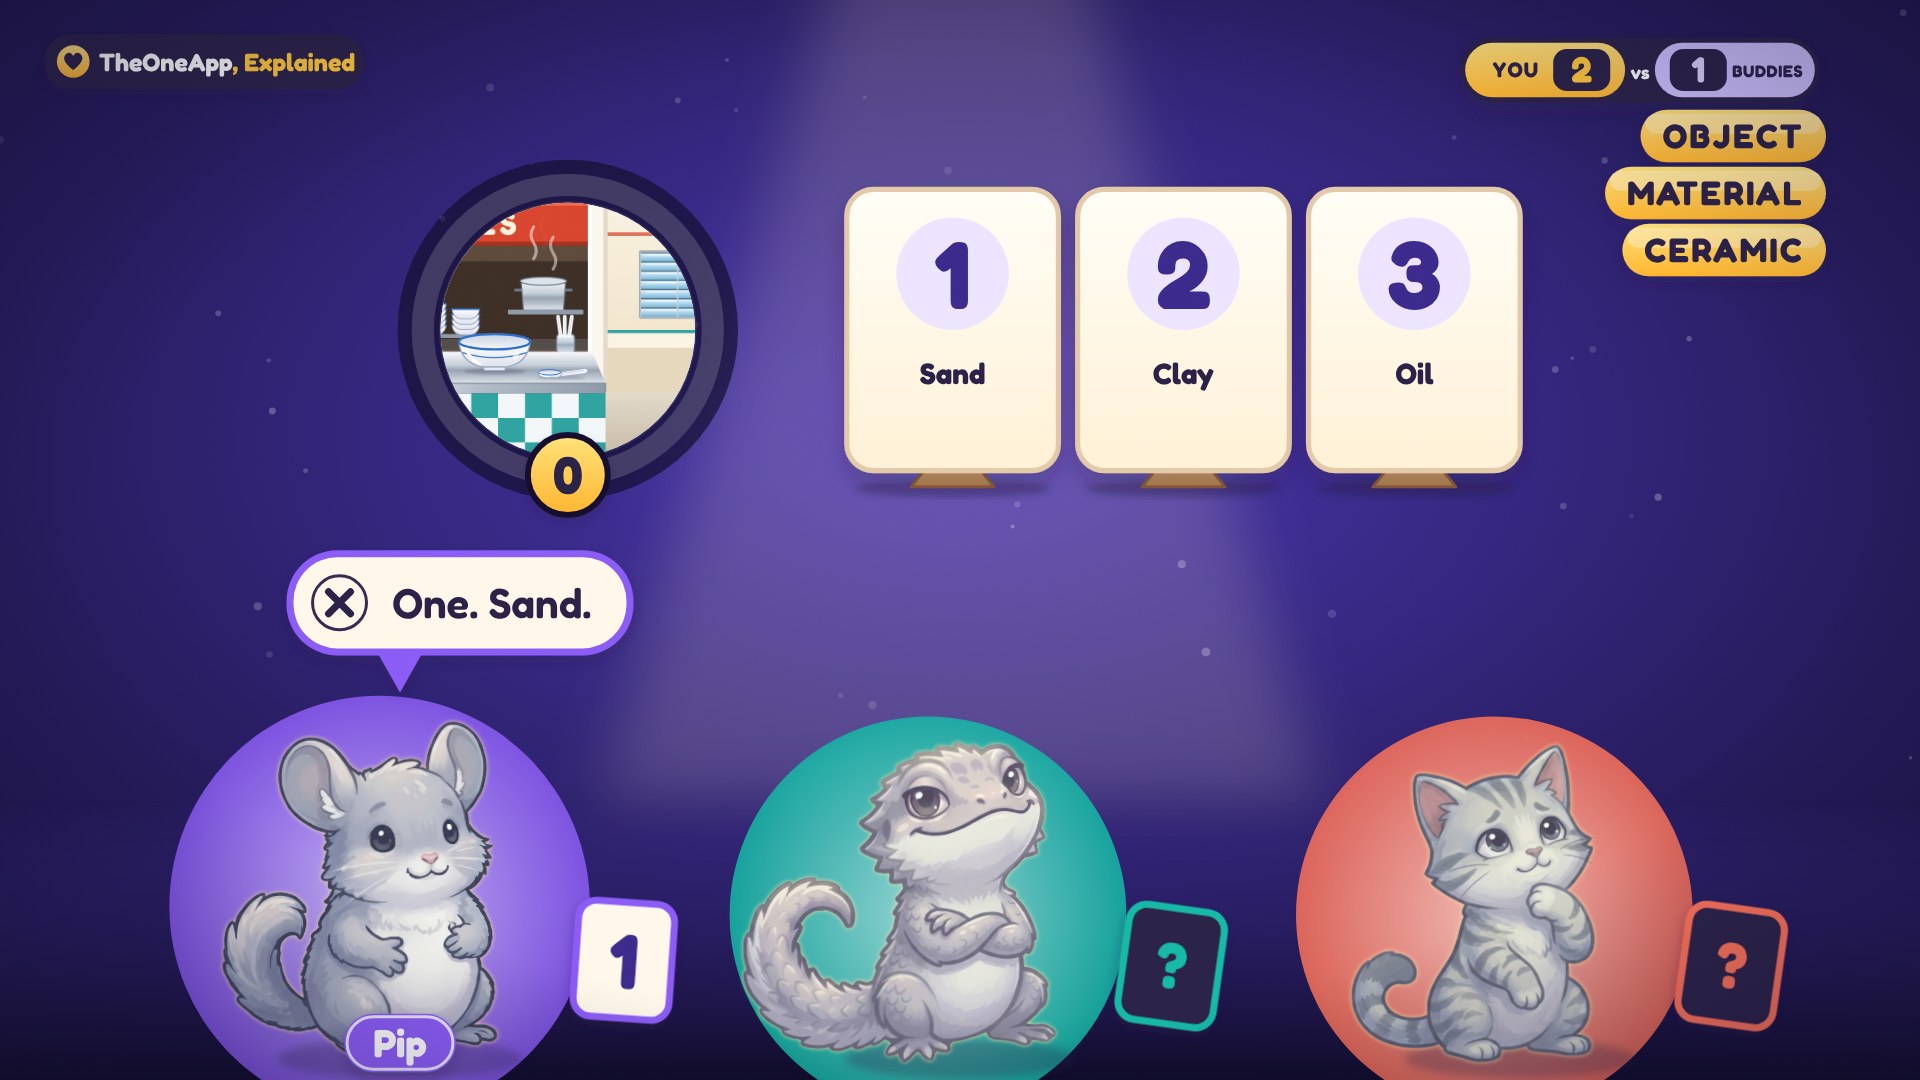 TheOneApp, Explained
YOU 2 vs 1 BUDDIES
OBJECT
MATERIAL
CERAMIC
1
Sand
2
Clay
3
Oil
0
One. Sand.
1
?
?
Pip